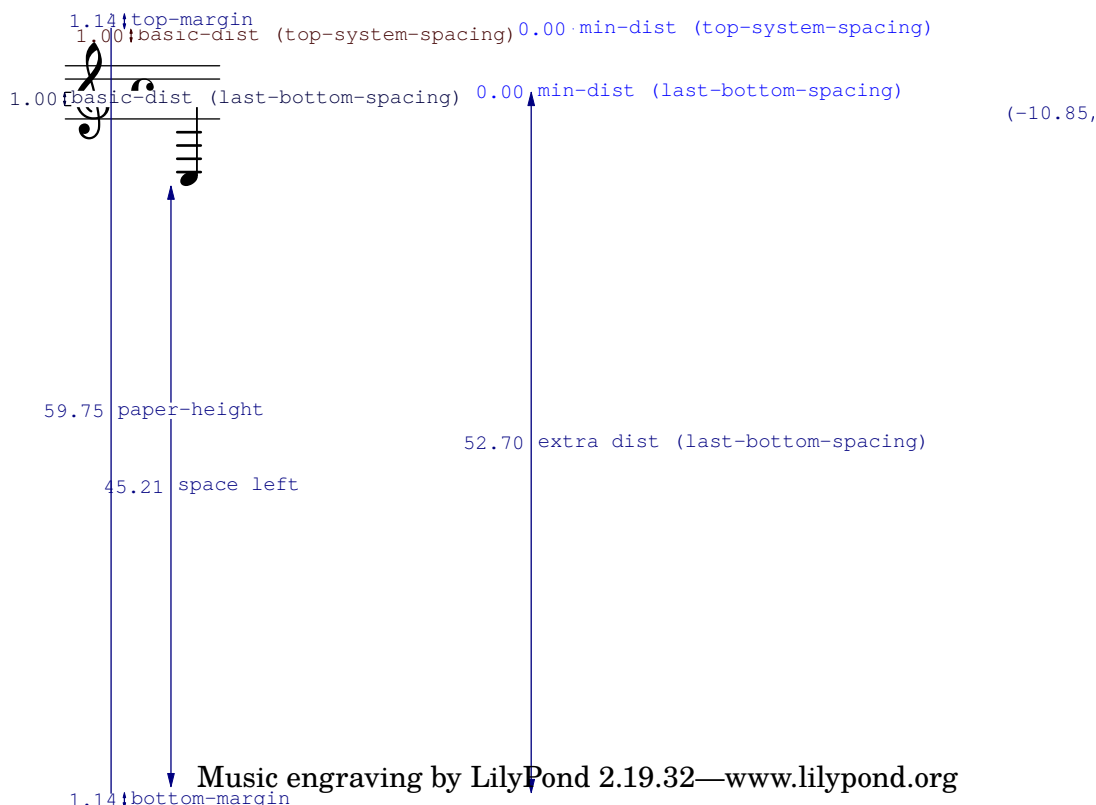 1.14 top-margin
1.00 basic-dist (top-system-spacing) 0.00 min-dist (top-system-spacing)
1.00 basic-dist (last-bottom-spacing) 0.00 min-dist (last-bottom-spacing)
(-10.85,
59.75 paper-height
52.70 extra dist (last-bottom-spacing)
45.21 space left
Music engraving by LilyPond 2.19.32—www.lilypond.org
1.14 bottom-margin